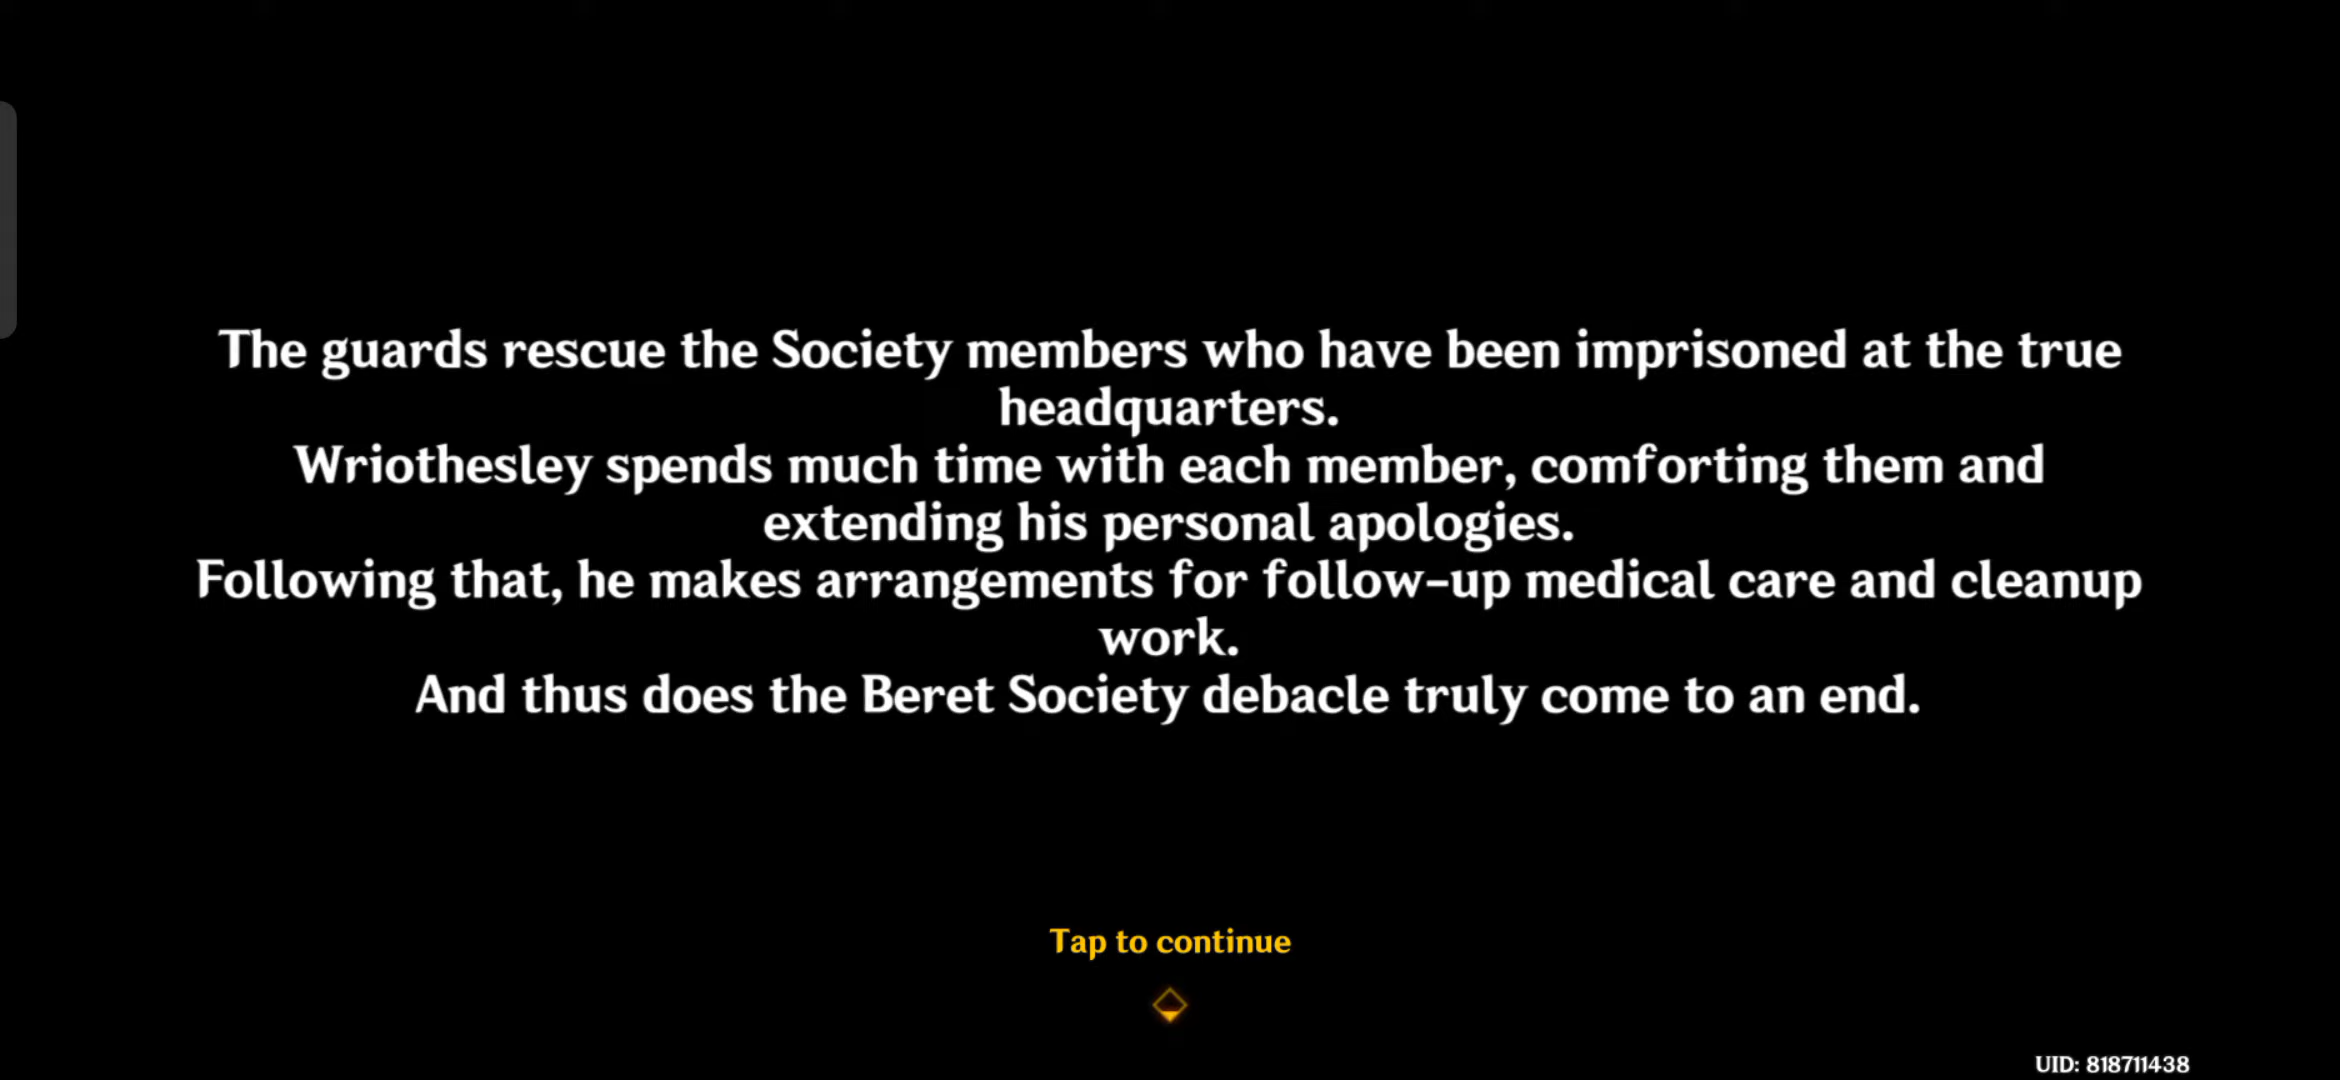 The guards rescue the Society members who have been imprisoned at the true
headquarters.
Wriothesley spends much time with each member, comforting them and
extending his personal apologies.
Following that, he makes arrangements for follow-up medical care and cleanup
work.
And thus does the Beret Society debacle truly come to an end.
Tap to continue
UID: 818711438